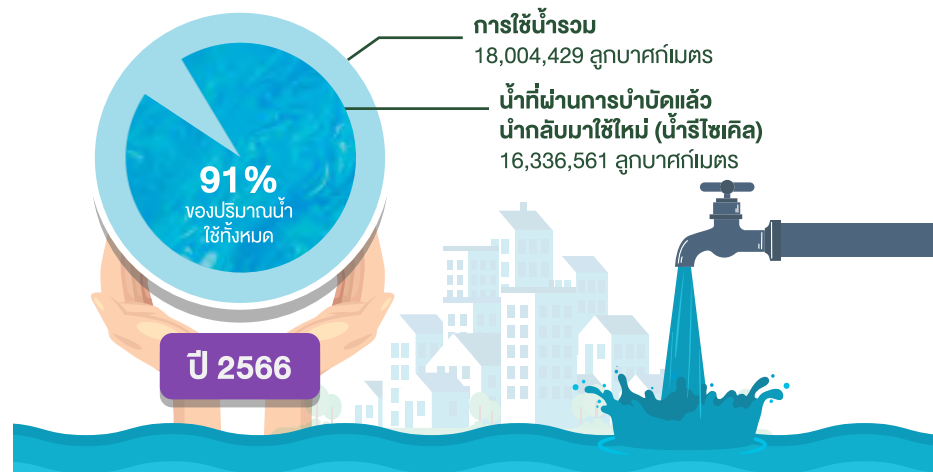 การใช้น้ำรวม
18,004,429 ลูกบาศก์เมตร
น้ำที่ผ่านการบำบัดแล้ว
นำกลับมาใช้ใหม่ (น้ำรีไซเคิล)
16,336,561 ลูกบาศก์เมตร
91%
ของปริมาณน้ำ
ใช้ทั้งหมด
ปี 2566